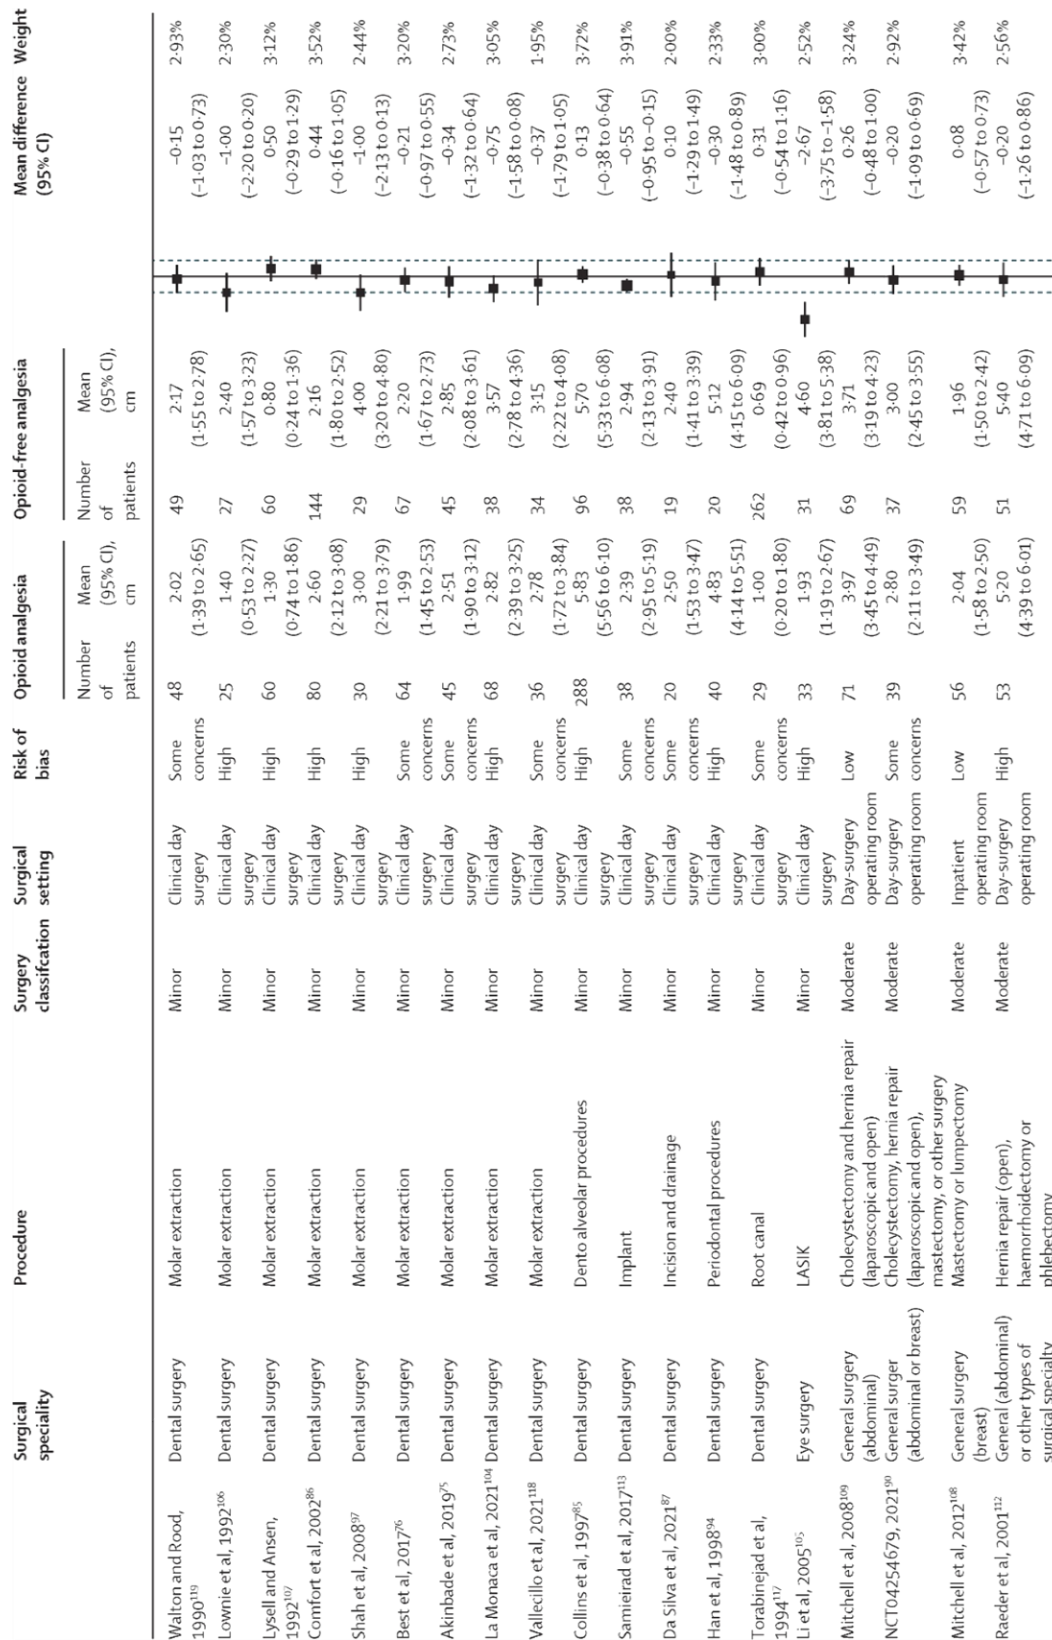 Surgical Procedure Surgery Surgical Risk of Opioid analgesia Opioid-free analgesia Mean difference Weight
speciality classifcation setting bias (95% CI)
Number Mean Number Mean
of (95% CI), of (95% CI),
patients cm patients cm
Walton and Rood, Dental surgery Molar extraction Minor Clinical day Some 48 2·02 49 2·17 −0·15 2·93%
1990¹¹⁹ surgery concerns (1·39 to 2·65) (1·55 to 2·78) (−1·03 to 0·73)
Lownie et al, 1992¹⁰⁶ Dental surgery Molar extraction Minor Clinical day High 25 1·40 27 2·40 −1·00 2·30%
surgery (0·53 to 2·27) (1·57 to 3·23) (−2·20 to 0·20)
Lysell and Ansen, Dental surgery Molar extraction Minor Clinical day High 60 1·30 60 0·80 0·50 3·12%
1992¹⁰⁷ surgery (0·74 to 1·86) (0·24 to 1·36) (−0·29 to 1·29)
Comfort et al, 2002⁸⁶ Dental surgery Molar extraction Minor Clinical day High 80 2·60 144 2·16 0·44 3·52%
surgery (2·12 to 3·08) (1·80 to 2·52) (−0·16 to 1·05)
Shah et al, 2008⁹⁷ Dental surgery Molar extraction Minor Clinical day High 30 3·00 29 4·00 −1·00 2·44%
surgery (2·21 to 3·79) (3·20 to 4·80) (−2·13 to 0·13)
Best et al, 2017⁷⁶ Dental surgery Molar extraction Minor Clinical day Some 64 1·99 67 2·20 −0·21 3·20%
surgery concerns (1·45 to 2·53) (1·67 to 2·73) (−0·97 to 0·55)
Akinbade et al, 2019⁷⁵ Dental surgery Molar extraction Minor Clinical day Some 45 2·51 45 2·85 −0·34 2·73%
surgery concerns (1·90 to 3·12) (2·08 to 3·61) (−1·32 to 0·64)
La Monaca et al, 2021¹⁰⁴ Dental surgery Molar extraction Minor Clinical day High 68 2·82 38 3·57 −0·75 3·05%
surgery (2·39 to 3·25) (2·78 to 4·36) (−1·58 to 0·08)
Vallecillo et al, 2021¹¹⁸ Dental surgery Molar extraction Minor Clinical day Some 36 2·78 34 3·15 −0·37 1·95%
surgery concerns (1·72 to 3·84) (2·22 to 4·08) (−1·79 to 1·05)
Collins et al, 1997⁸⁵ Dental surgery Dento alveolar procedures Minor Clinical day High 288 5·83 96 5·70 0·13 3·72%
surgery (5·56 to 6·10) (5·33 to 6·08) (−0·38 to 0·64)
Samieirad et al, 2017¹¹³ Dental surgery Implant Minor Clinical day Some 38 2·39 38 2·94 −0·55 3·91%
surgery concerns (2·95 to 5·19) (2·13 to 3·91) (−0·95 to −0·15)
Da Silva et al, 2021⁸⁷ Dental surgery Incision and drainage Minor Clinical day Some 20 2·50 19 2·40 0·10 2·00%
surgery concerns (1·53 to 3·47) (1·41 to 3·39) (−1·29 to 1·49)
Han et al, 1998⁹⁴ Dental surgery Periodontal procedures Minor Clinical day High 40 4·83 20 5·12 −0·30 2·33%
surgery (4·14 to 5·51) (4·15 to 6·09) (−1·48 to 0·89)
Torabinejad et al, Dental surgery Root canal Minor Clinical day Some 29 1·00 262 0·69 0·31 3·00%
1994¹¹⁷ surgery concerns (0·20 to 1·80) (0·42 to 0·96) (−0·54 to 1·16)
Li et al, 2005¹⁰⁵ Eye surgery LASIK Minor Clinical day High 33 1·93 31 4·60 −2·67 2·52%
surgery (1·19 to 2·67) (3·81 to 5·38) (−3·75 to −1·58)
Mitchell et al, 2008¹⁰⁹ General surgery Cholecystectomy and hernia repair Moderate Day-surgery Low 71 3·97 69 3·71 0·26 3·24%
(abdominal) (laparoscopic and open) operating room (3·45 to 4·49) (3·19 to 4·23) (−0·48 to 1·00)
NCT04254679, 2021⁹⁰ General surger Cholecystectomy, hernia repair Moderate Day-surgery Some 39 2·80 37 3·00 −0·20 2·92%
(abdominal or breast) (laparoscopic and open), operating room concerns (2·11 to 3·49) (2·45 to 3·55) (−1·09 to 0·69)
mastectomy, or other surgery
Mitchell et al, 2012¹⁰⁸ General surgery Mastectomy or lumpectomy Moderate Inpatient Low 56 2·04 59 1·96 0·08 3·42%
(breast) operating room (1·58 to 2·50) (1·50 to 2·42) (−0·57 to 0·73)
Raeder et al, 2001¹¹² General (abdominal) Hernia repair (open), Moderate Day-surgery High 53 5·20 51 5·40 −0·20 2·56%
or other types of haemorrhoidectomy or operating room (4·39 to 6·01) (4·71 to 6·09) (−1·26 to 0·86)
surgical specialty phlebectomy